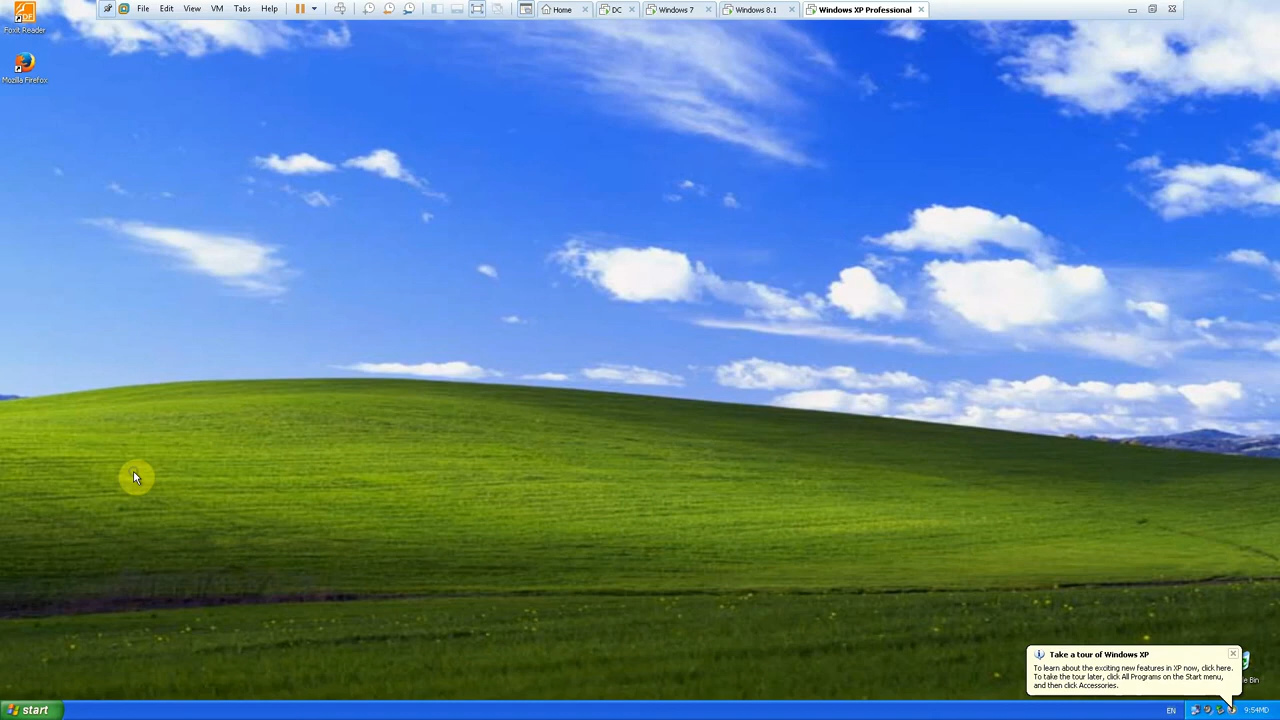 File Edit View VM Tabs Help
Home DC Windows 7 Windows 8.1 Windows XP Professional
Foxit Reader
Mozilla Firefox
Take a tour of Windows XP
To learn about the exciting new features in XP now, click here.
To take the tour later, click All Programs on the Start menu,
and then click Accessories.
Bin
start EN 9:54MD